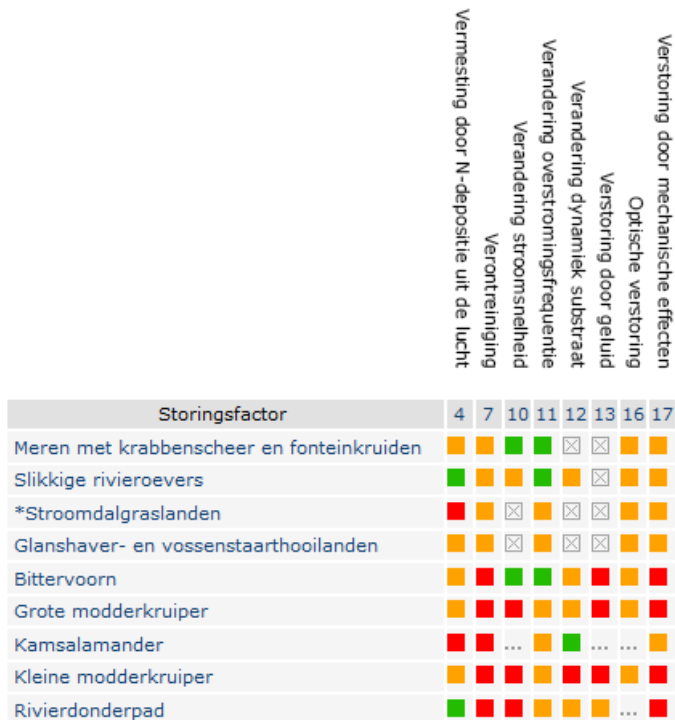 Vermesting door N-depositie uit de lucht
Verontreiniging
Verandering stroomsnelheid
Verandering overstromingsfrequentie
Verandering dynamiek substraat
Verstoring door geluid
Optische verstoring
Verstoring door mechanische effecten
Storingsfactor 4 7 10 11 12 13 16 17
Meren met krabbenscheer en fonteinkruiden
Slikkige rivieroevers
*Stroomdalgraslanden
Glanshaver- en vossenstaarthooilanden
Bittervoorn
Grote modderkruiper
Kamsalamander ... ... ...
Kleine modderkruiper
Rivierdonderpad ...